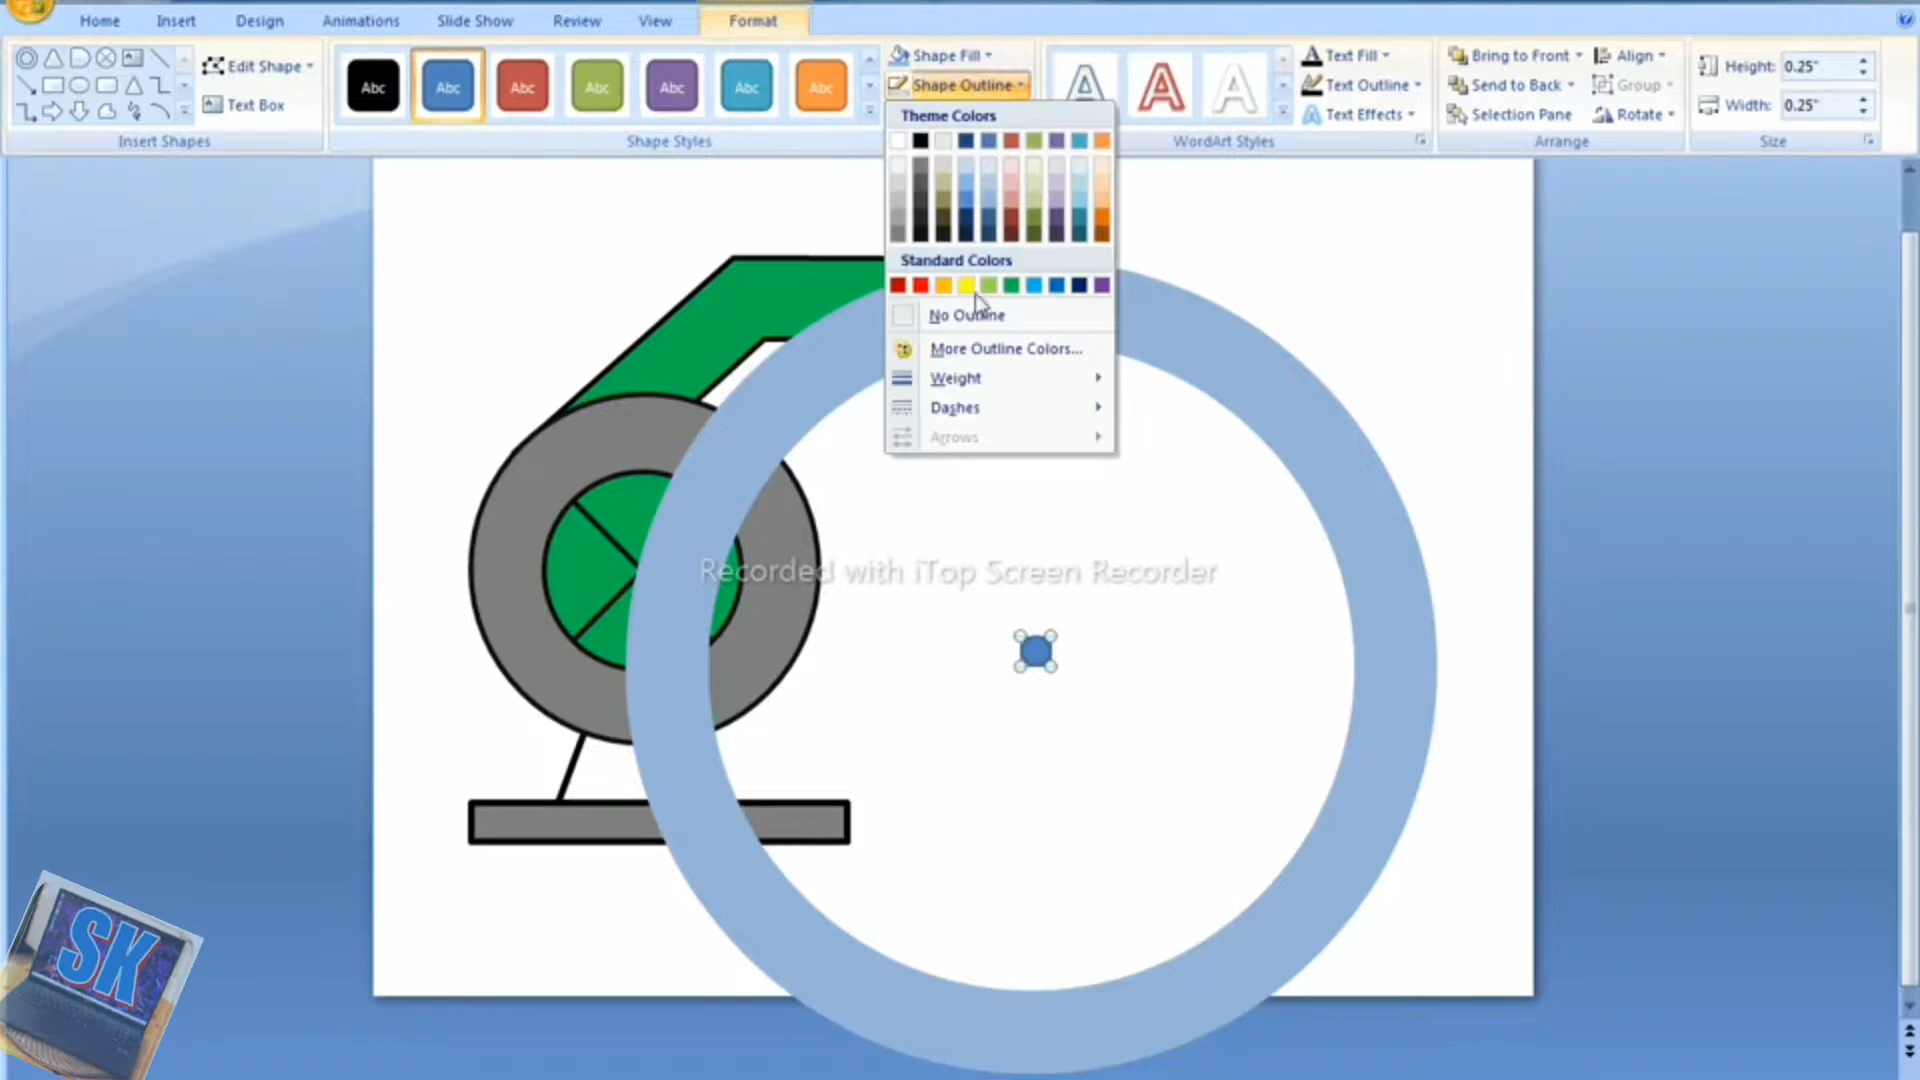 Home Insert Design Animations Slide Show Review View Format
Edit Shape
Text Box
Insert Shapes
Abc Abc Abc Abc Abc Abc Abc
Shape Styles
Shape Fill
Shape Outline
Theme Colors
Standard Colors
No Outline
More Outline Colors...
Weight
Dashes
Arrows
A A A
WordArt Styles
Text Fill
Text Outline
Text Effects
Bring to Front
Send to Back
Selection Pane
Align
Group
Rotate
Arrange
Height: 0.25"
Width: 0.25"
Size
Recorded with iTop Screen Recorder
SK